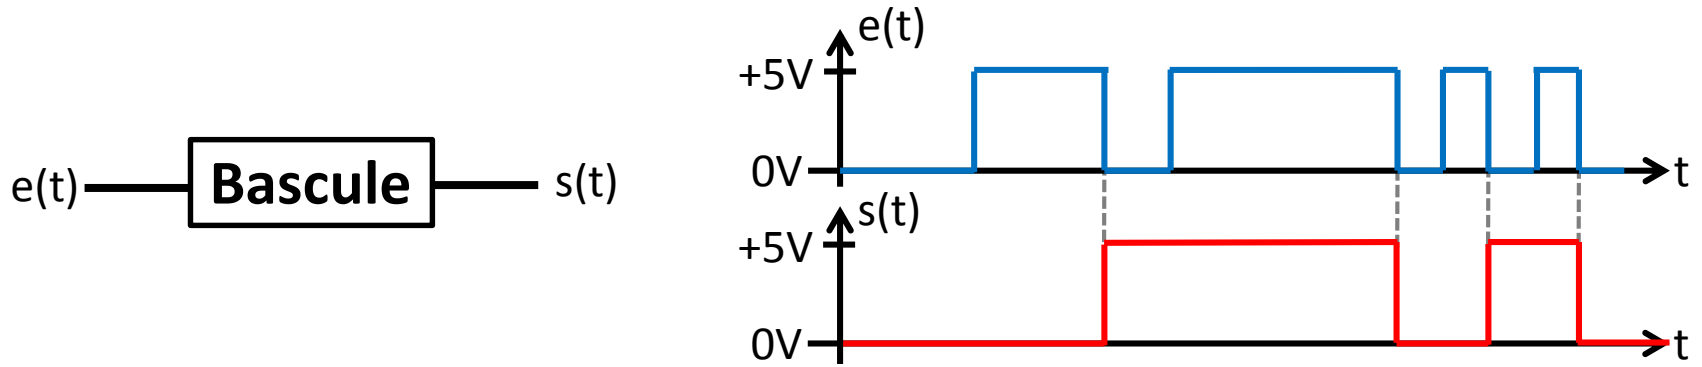 e(t)
Bascule
s(t)
e(t)
+5V
0V
t
s(t)
+5V
0V
t